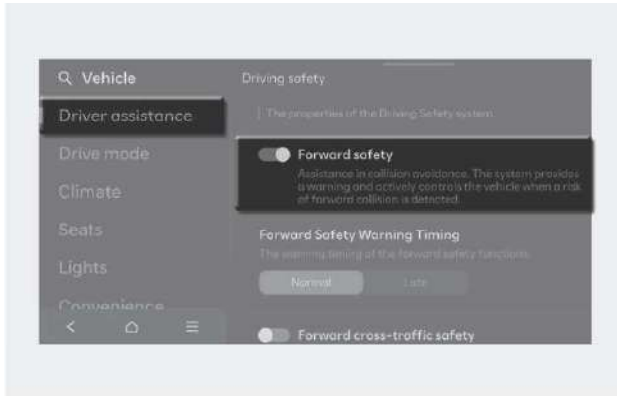 Vehicle
Driver assistance
Drive mode
Climate
Seats
Lights
Convenience
Driving safety
The properties of the Driving Safety system
Forward safety
Assistance in collision avoidance. The system provides
a warning and actively controls the vehicle when a risk
of forward collision is detected.
Forward Safety Warning Timing
The warning timing of the forward safety functions
Normal
Late
Forward cross-traffic safety